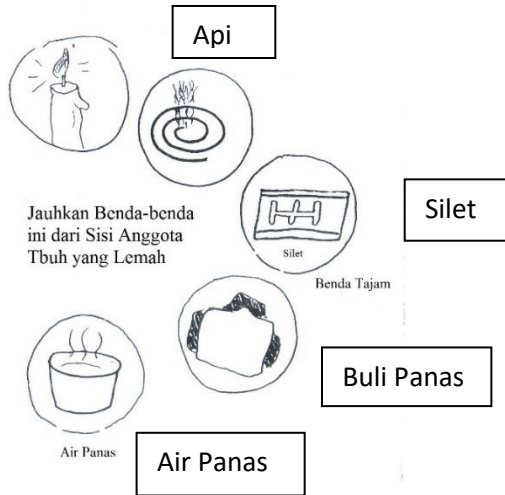 Api
Jauhkan Benda-benda
ini dari Sisi Anggota
Tbuh yang Lemah
Silet
Silet
Benda Tajam
Buli Panas
Air Panas
Air Panas